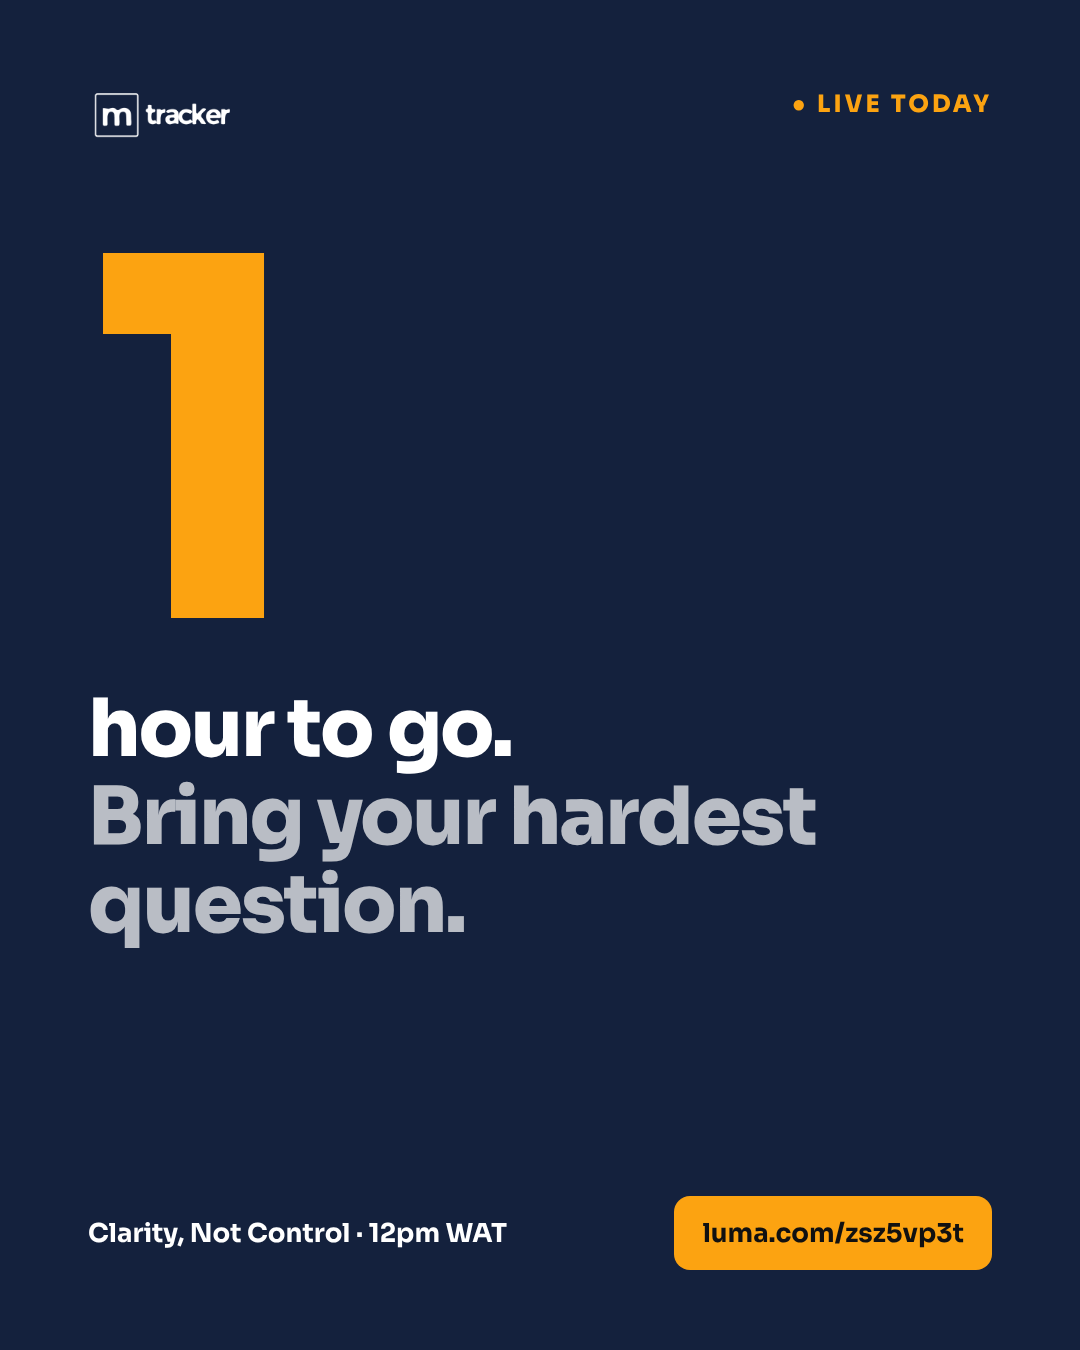 m tracker
• LIVE TODAY
1
hour to go.
Bring your hardest
question.
Clarity, Not Control · 12pm WAT
luma.com/zsz5vp3t